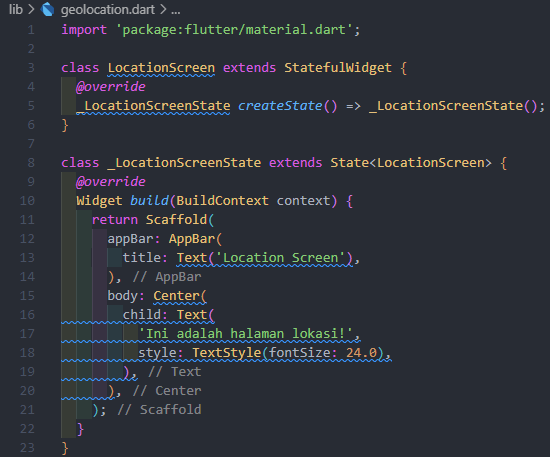 lib > geolocation.dart > ...
1 import 'package:flutter/material.dart';
2
3 class LocationScreen extends StatefulWidget {
4   @override
5   _LocationScreenState createState() => _LocationScreenState();
6 }
7
8 class _LocationScreenState extends State<LocationScreen> {
9   @override
10   Widget build(BuildContext context) {
11     return Scaffold(
12       appBar: AppBar(
13         title: Text('Location Screen'),
14       ), // AppBar
15       body: Center(
16         child: Text(
17           'Ini adalah halaman lokasi!',
18           style: TextStyle(fontSize: 24.0),
19         ), // Text
20       ), // Center
21     ); // Scaffold
22   }
23 }